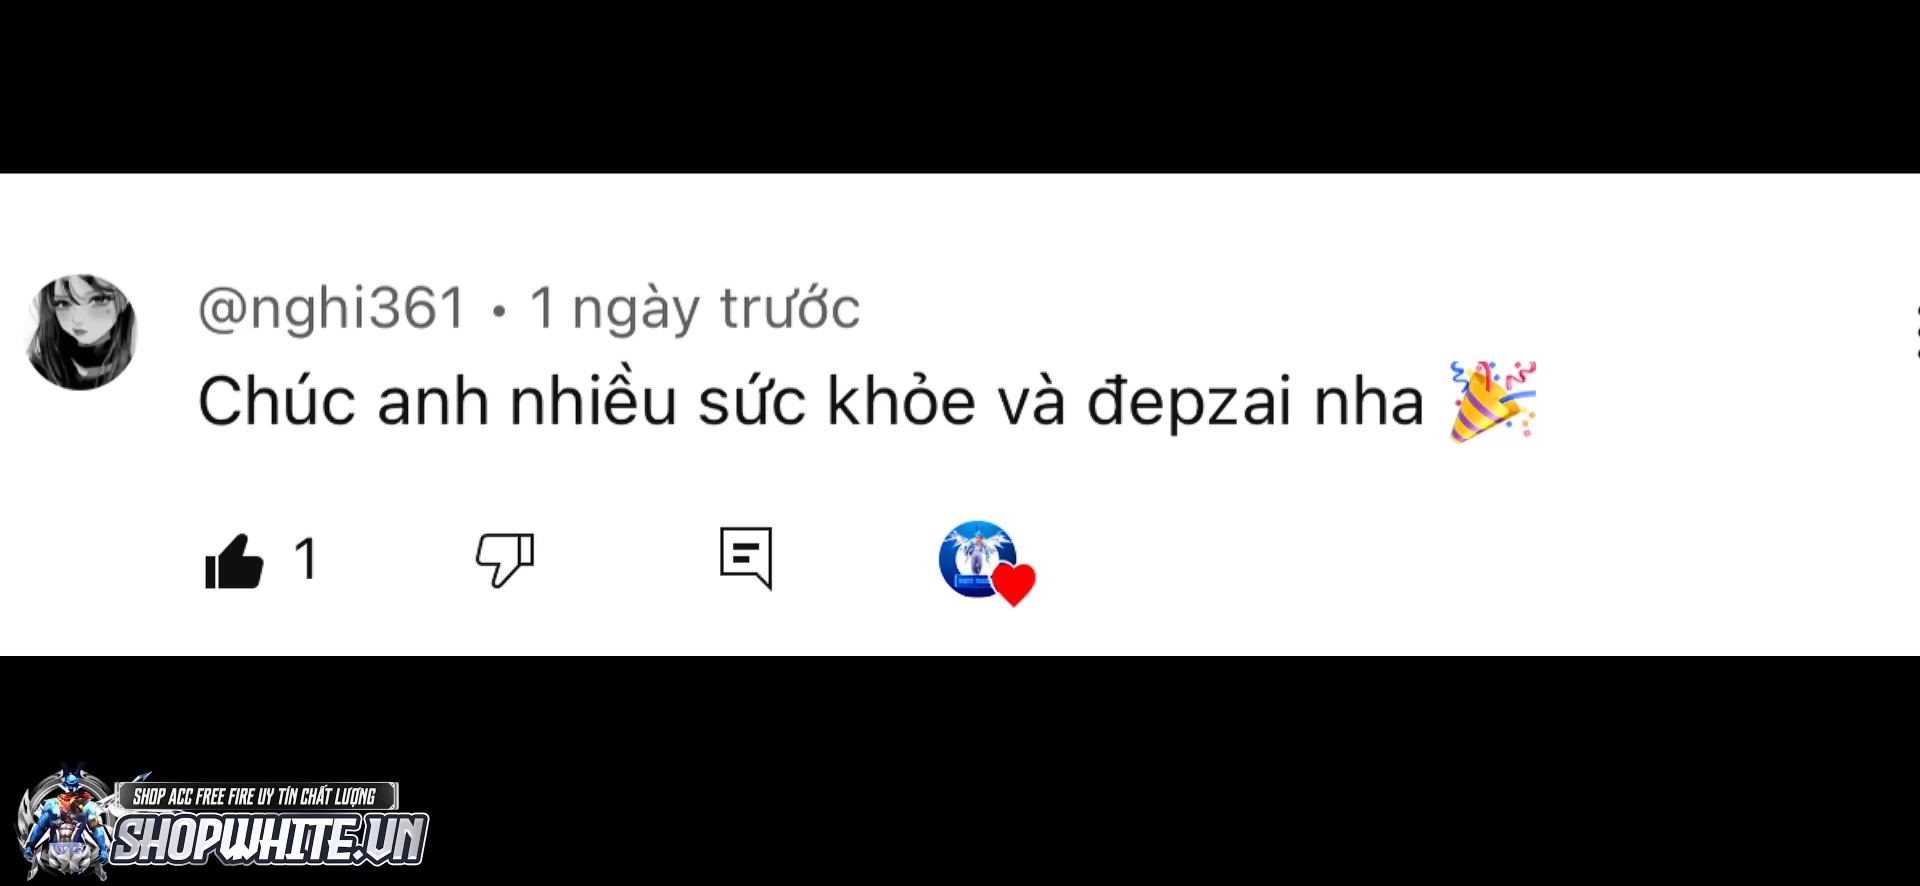 @nghi361 • 1 ngày trước
Chúc anh nhiều sức khỏe và đepzai nha 🎉
1
SHOP ACC FREE FIRE UY TÍN CHẤT LƯỢNG
SHOPWHITE.VN